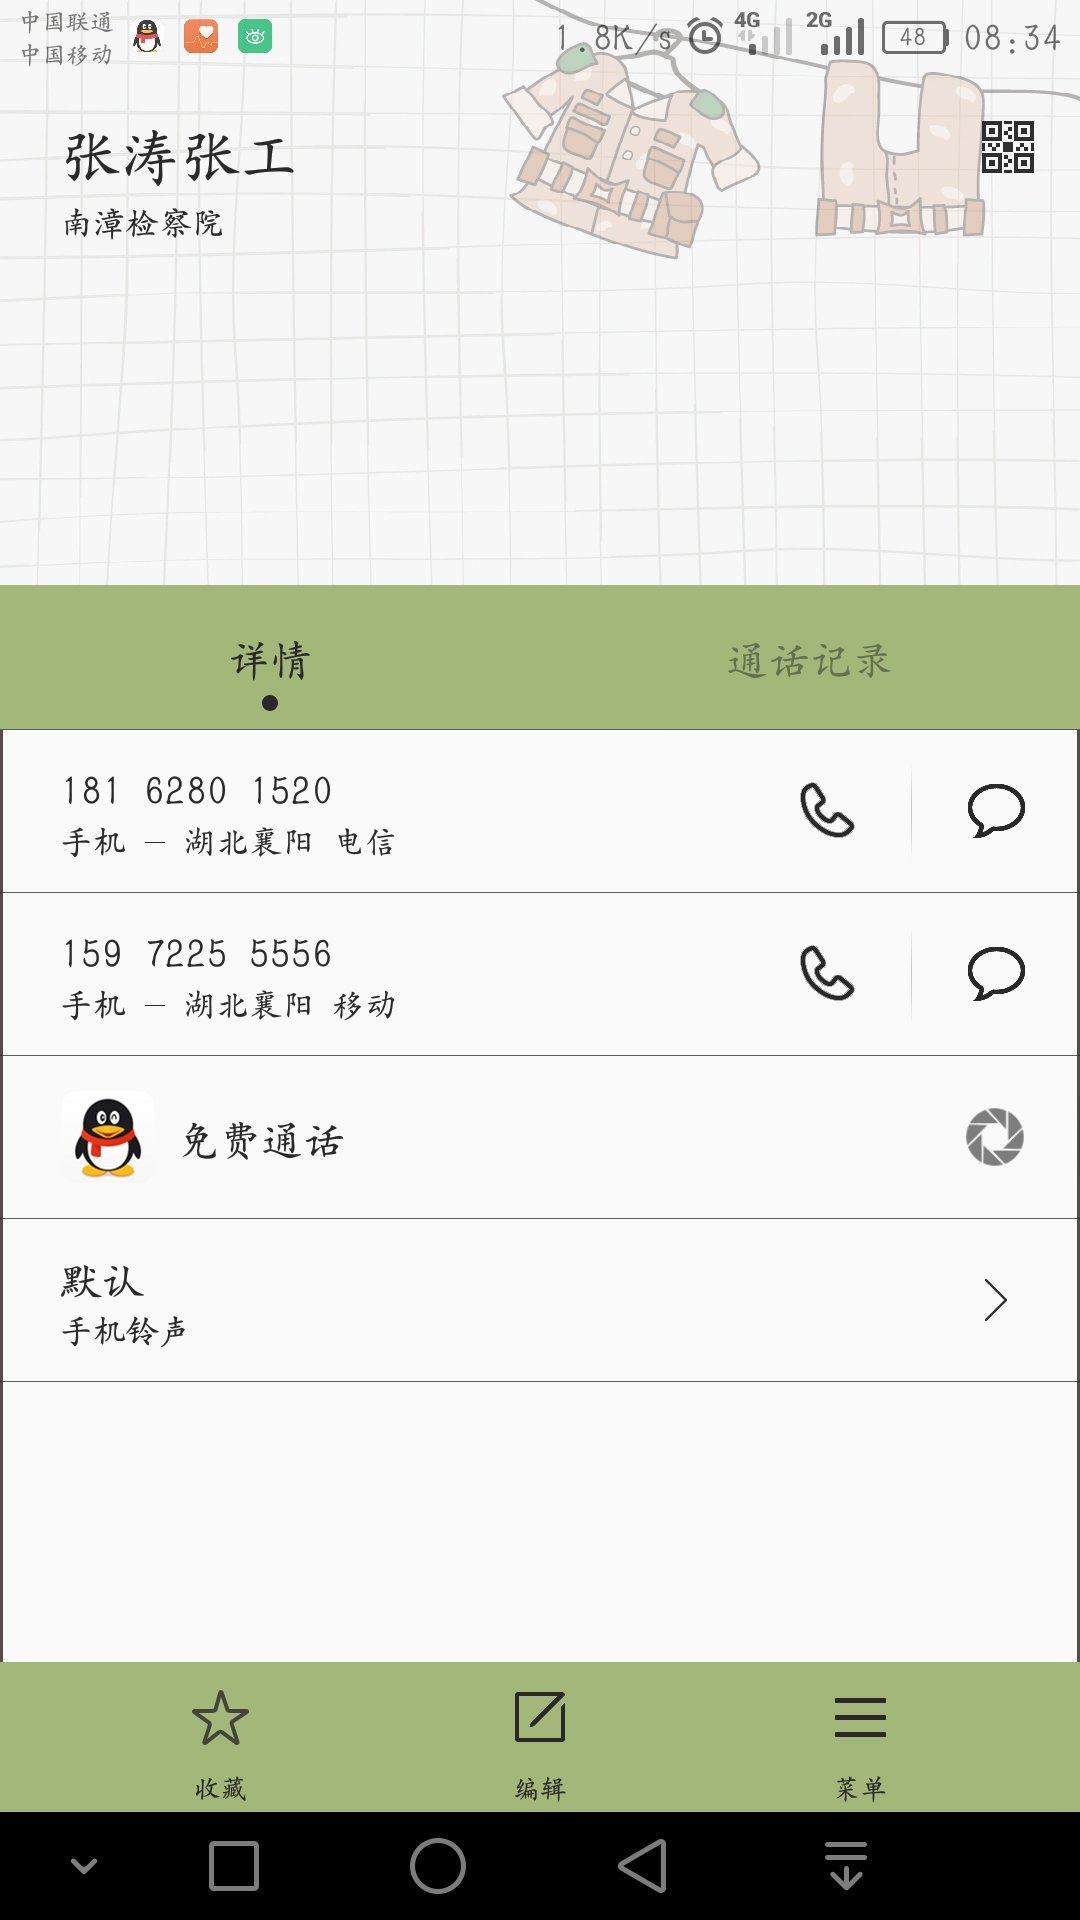 中国联通
中国移动
1.8K/s 4G 2G 48 08:34
张涛张工
南漳检察院
详情 通话记录
181 6280 1520
手机 — 湖北襄阳 电信
159 7225 5556
手机 — 湖北襄阳 移动
免费通话
默认
手机铃声
收藏 编辑 菜单